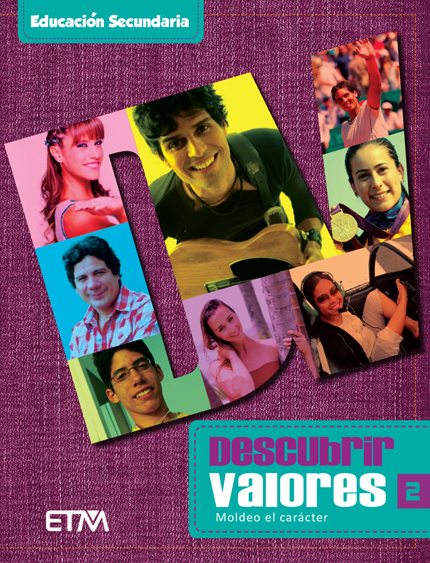 Educación Secundaria
Descubrir
valores 2
Moldeo el carácter
ETM